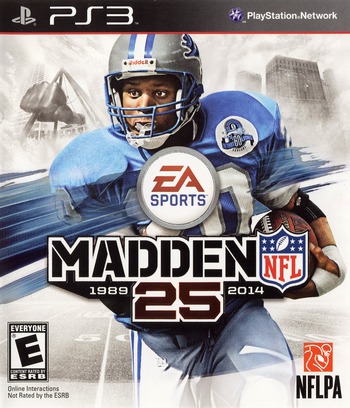 PS3
PlayStation®Network
Riddell
EA
SPORTS
MADDEN
NFL
1989 25 2014
EVERYONE
E
CONTENT RATED BY
ESRB
Online Interactions
Not Rated by the ESRB
NFLPA